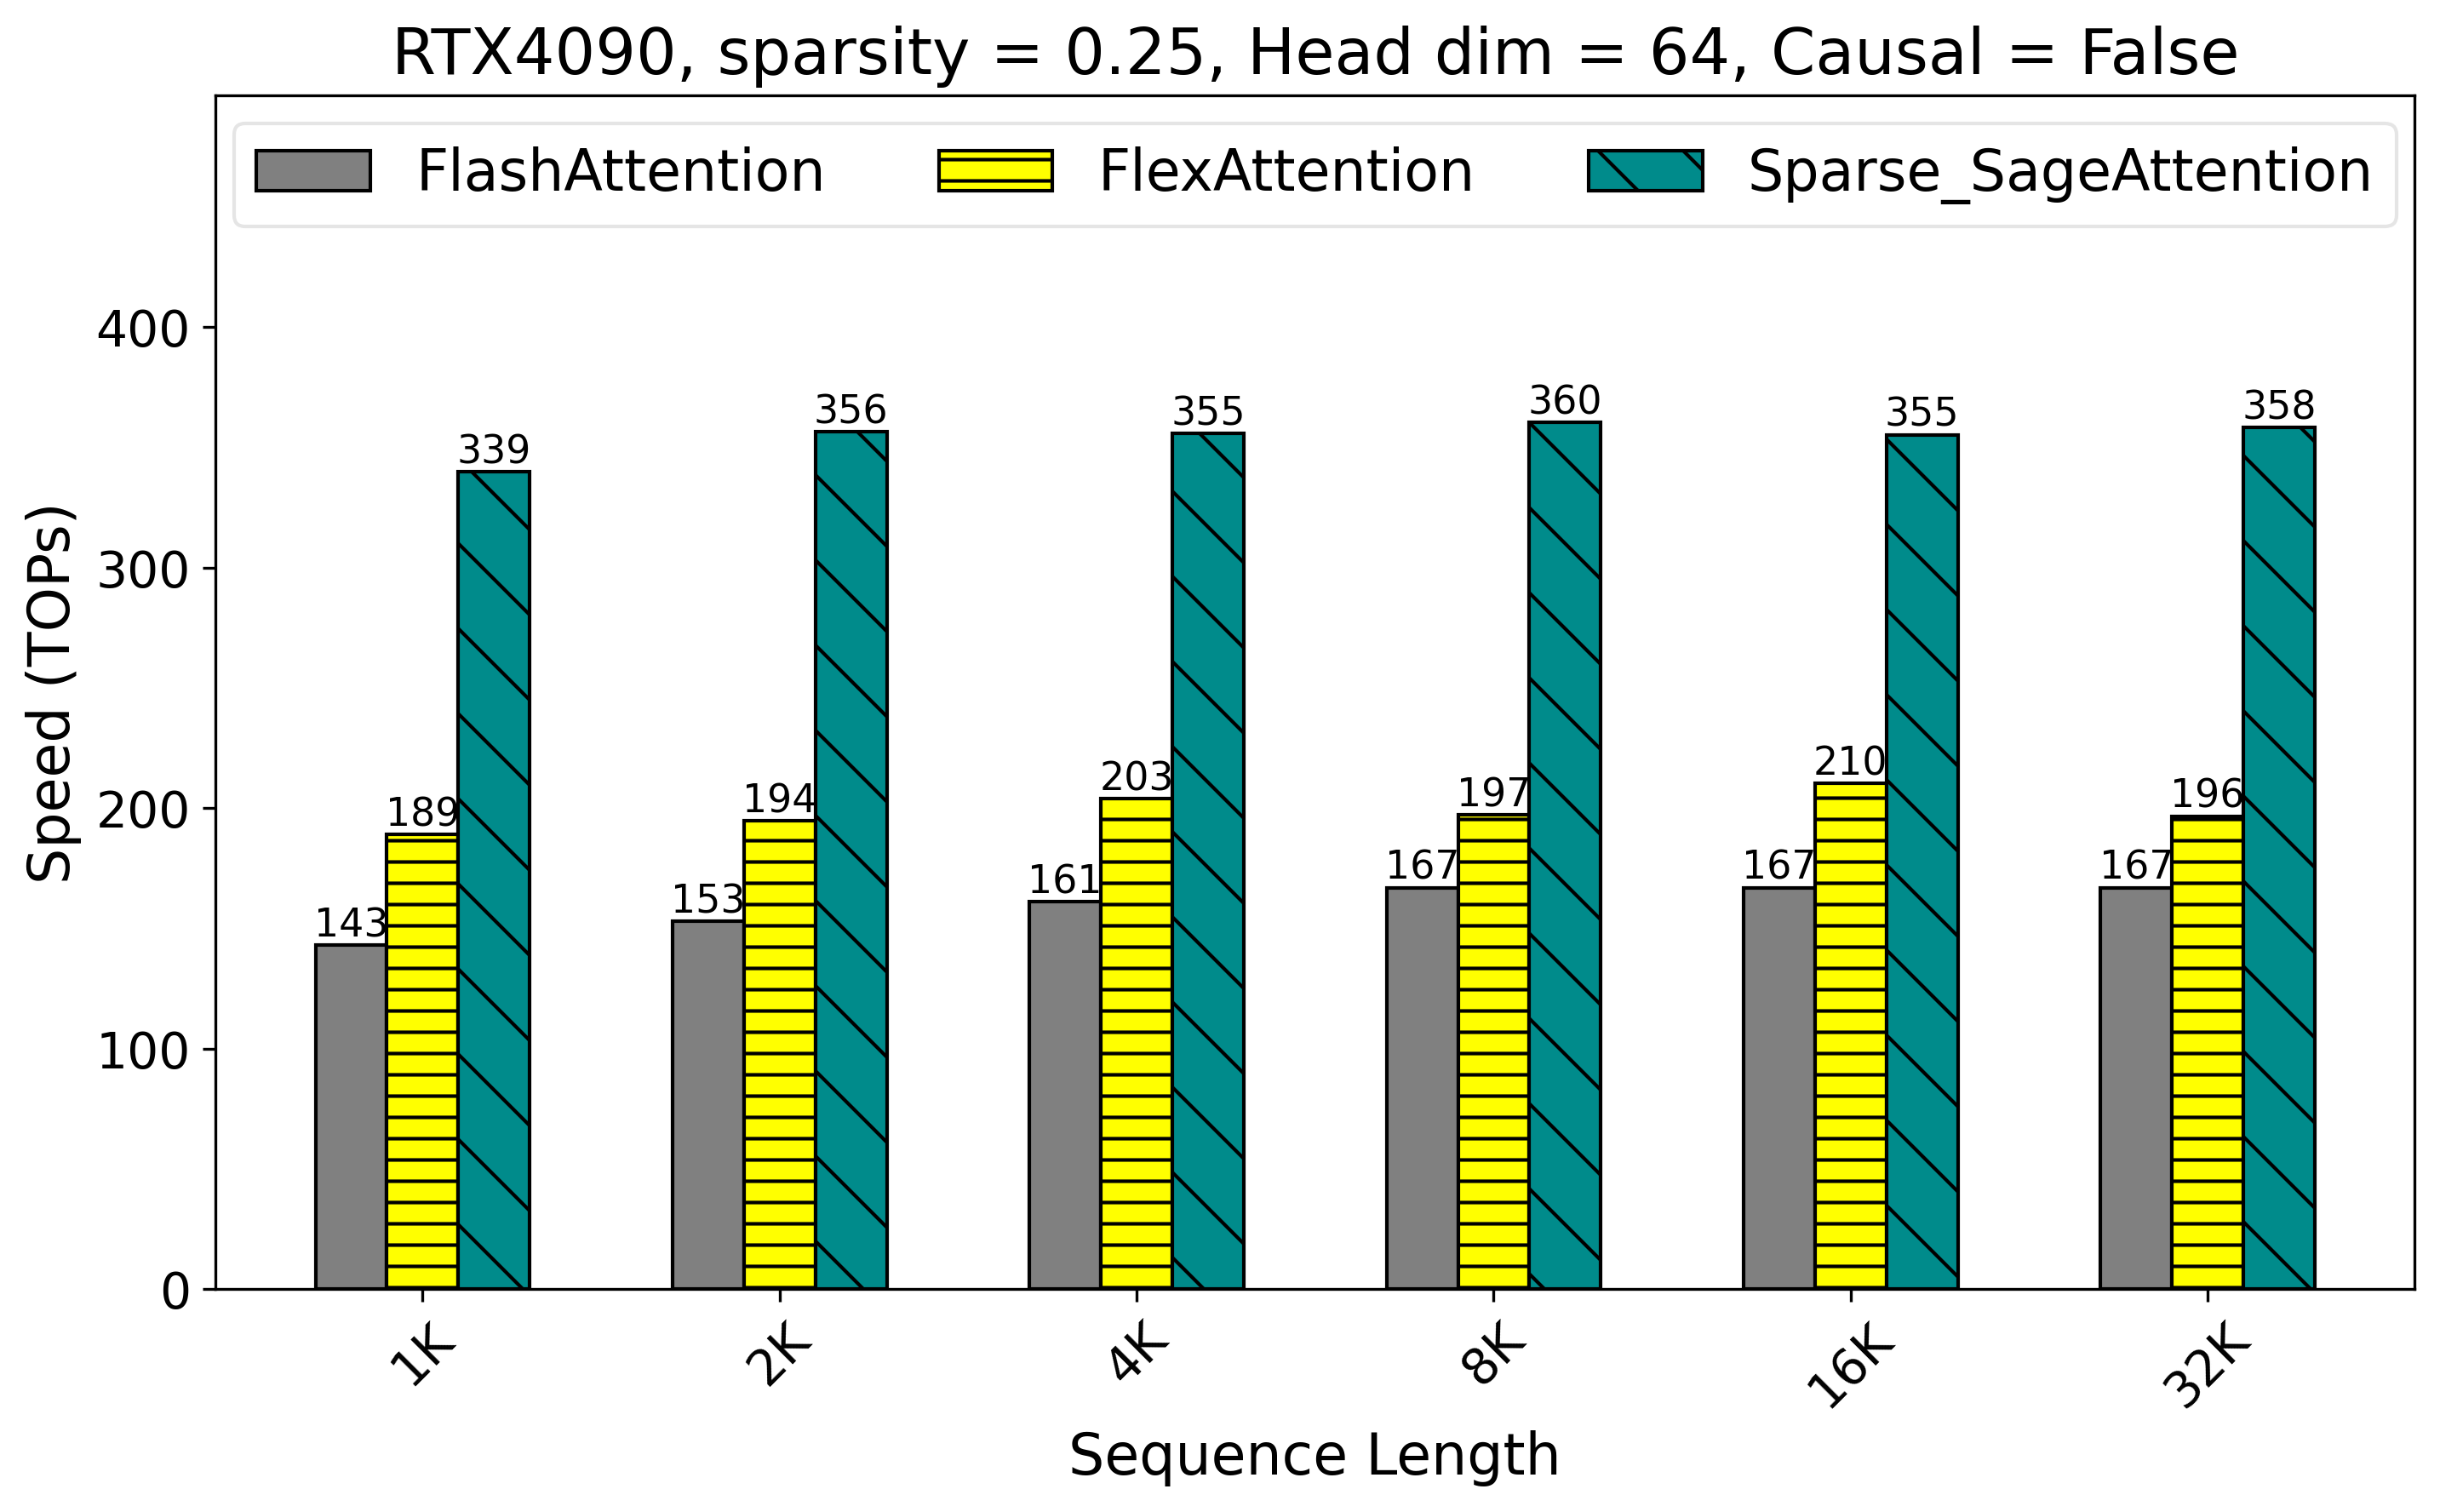 RTX4090, sparsity = 0.25, Head dim = 64, Causal = False
FlashAttention
FlexAttention
Sparse_SageAttention
Speed (TOPs)
400
300
200
100
0
143
189
339
153
194
356
161
203
355
167
197
360
167
210
355
167
196
358
1K
2K
4K
8K
16K
32K
Sequence Length